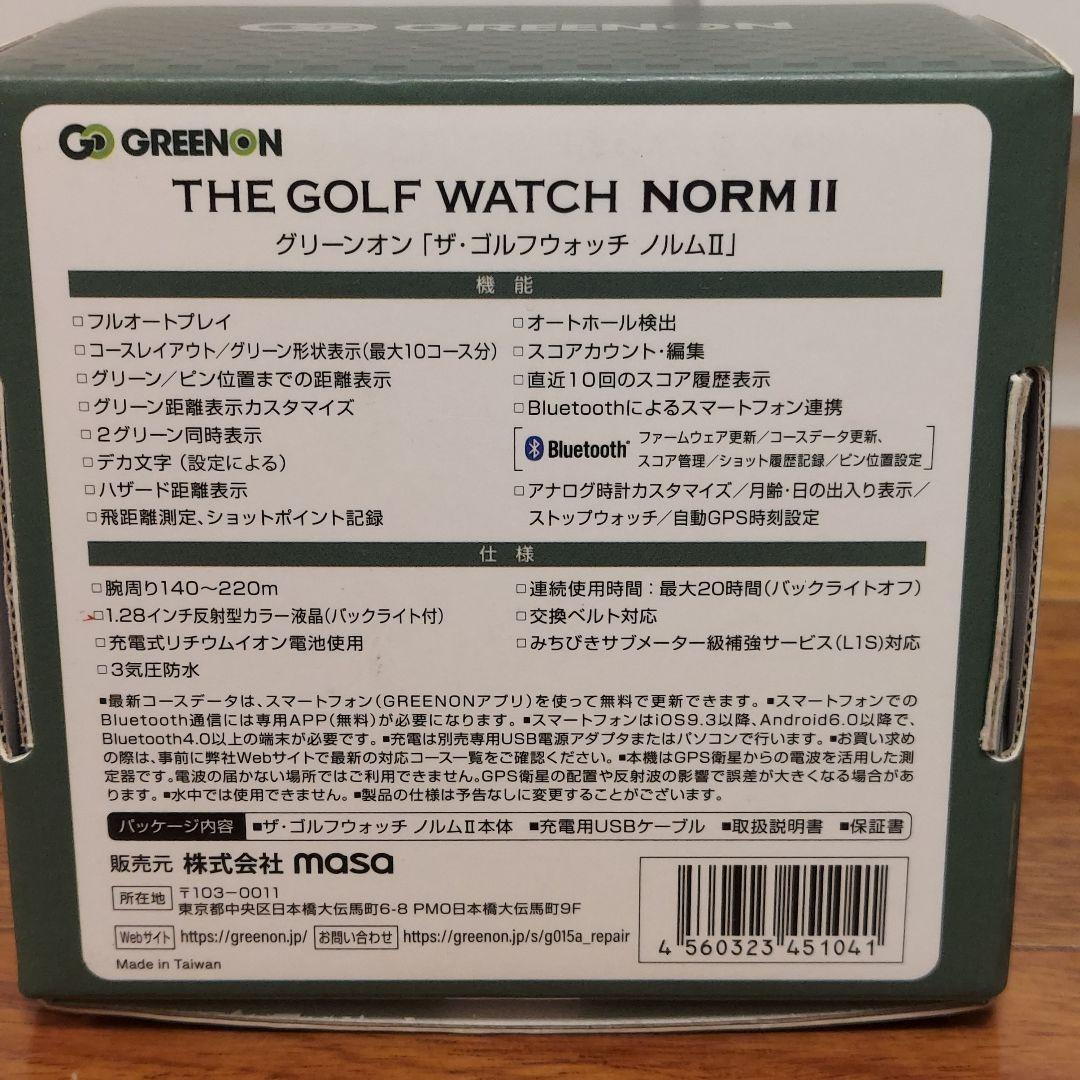 GO GREENON
GO GREENON
THE GOLF WATCH NORM II
グリーンオン「ザ・ゴルフウォッチ ノルムⅡ」
機能
□フルオートプレイ
□コースレイアウト/グリーン形状表示(最大10コース分)
□グリーン/ピン位置までの距離表示
□グリーン距離表示カスタマイズ
□2グリーン同時表示
□デカ文字(設定による)
□ハザード距離表示
□飛距離測定、ショットポイント記録
□オートホール検出
□スコアカウント・編集
□直近10回のスコア履歴表示
□Bluetoothによるスマートフォン連携
Bluetooth® ファームウェア更新/コースデータ更新、
スコア管理/ショット履歴記録/ピン位置設定
□アナログ時計カスタマイズ/月齢・日の出入り表示/
ストップウォッチ/自動GPS時刻設定
仕様
□腕周り140〜220m
□1.28インチ反射型カラー液晶(バックライト付)
□充電式リチウムイオン電池使用
□3気圧防水
□連続使用時間:最大20時間(バックライトオフ)
□交換ベルト対応
□みちびきサブメーター級補強サービス(L1S)対応
■最新コースデータは、スマートフォン(GREENONアプリ)を使って無料で更新できます。■スマートフォンでの
Bluetooth通信には専用APP(無料)が必要になります。■スマートフォンはiOS9.3以降、Android6.0以降で、
Bluetooth4.0以上の端末が必要です。■充電は別売専用USB電源アダプタまたはパソコンで行います。■お買い求め
の際は、事前に弊社Webサイトで最新の対応コース一覧をご確認ください。■本機はGPS衛星からの電波を活用した測
定器です。電波の届かない場所ではご利用できません。GPS衛星の配置や反射波の影響で誤差が大きくなる場合があ
ります。■水中では使用できません。■製品の仕様は予告なしに変更することがございます。
パッケージ内容 ■ザ・ゴルフウォッチ ノルムⅡ本体 ■充電用USBケーブル ■取扱説明書 ■保証書
販売元 株式会社 masa
所在地 〒103-0011
東京都中央区日本橋大伝馬町6-8 PMO日本橋大伝馬町9F
Webサイト https://greenon.jp/ お問い合わせ https://greenon.jp/s/g015a_repair
Made in Taiwan
4 560323 451041